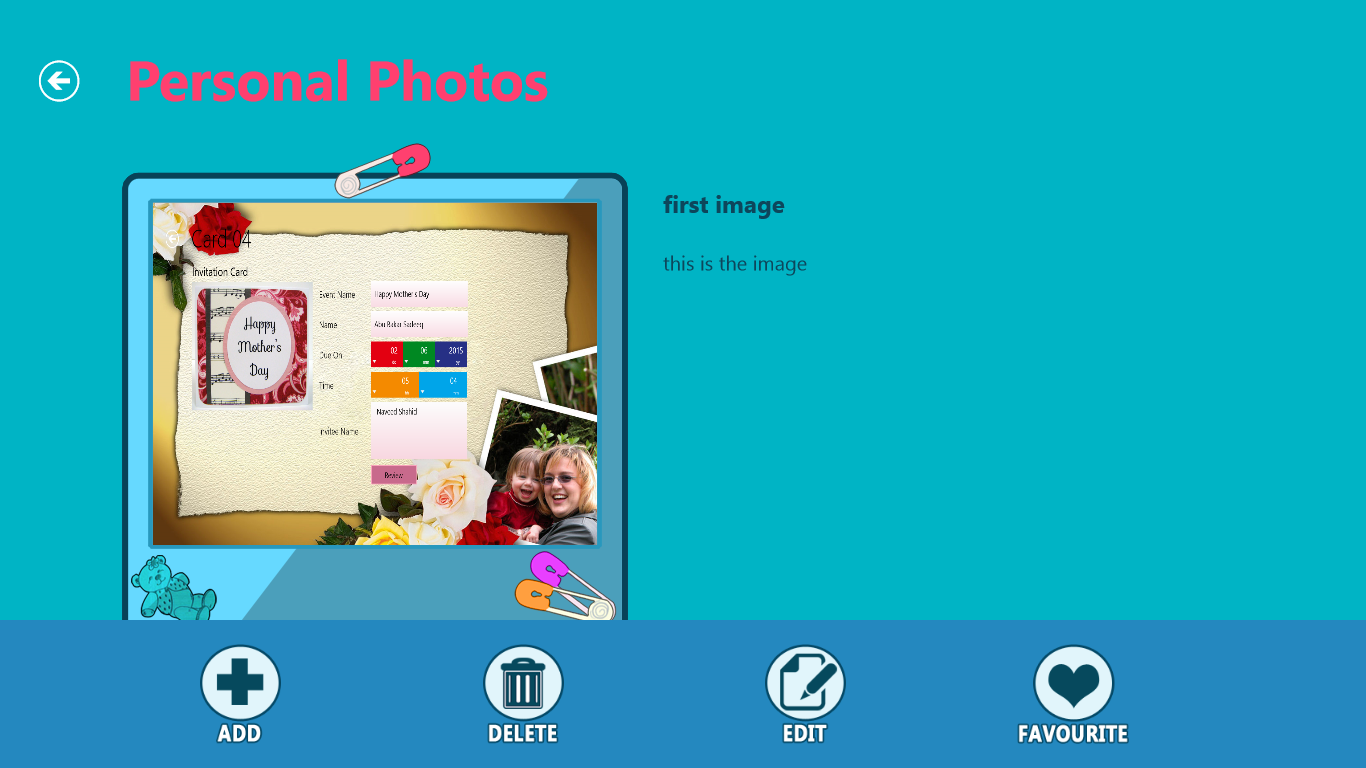 Personal Photos
first image
this is the image
Card 04
Invitation Card
Happy
Mother's
Day
Event Name
Happy Mother's Day
Name
Abu Bakar Sadeeq
Due On
02
06
2015
Time
05
04
Invitee Name
Naveed Shahid
Review
ADD
DELETE
EDIT
FAVOURITE